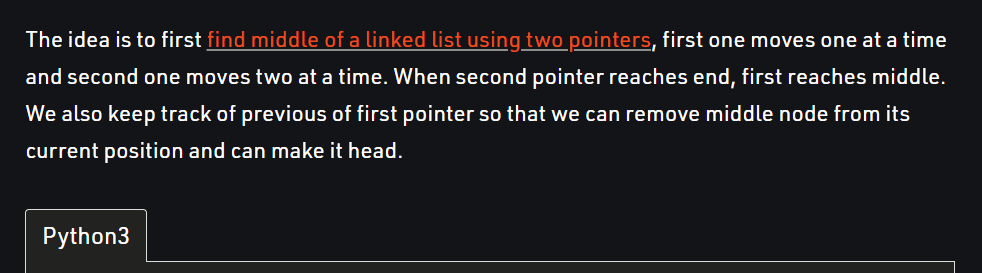 The idea is to first find middle of a linked list using two pointers, first one moves one at a time
and second one moves two at a time. When second pointer reaches end, first reaches middle.
We also keep track of previous of first pointer so that we can remove middle node from its
current position and can make it head.
Python3